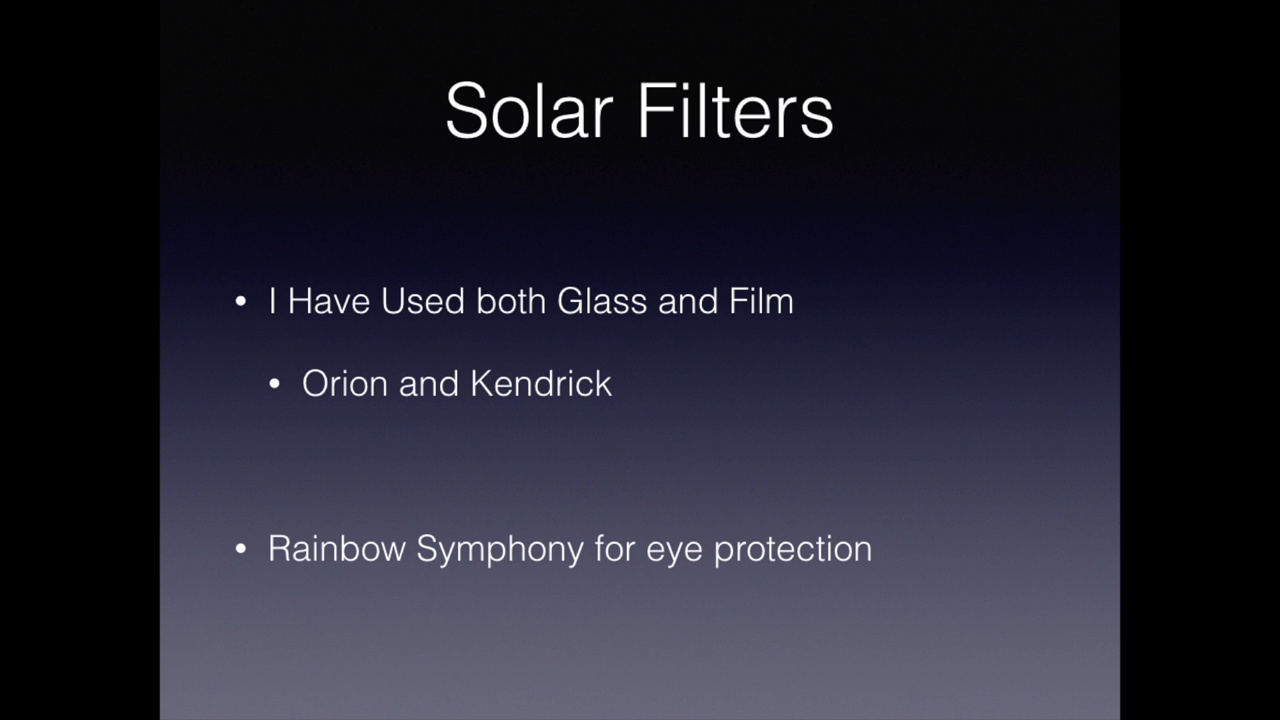 Solar Filters
• I Have Used both Glass and Film
• Orion and Kendrick
• Rainbow Symphony for eye protection